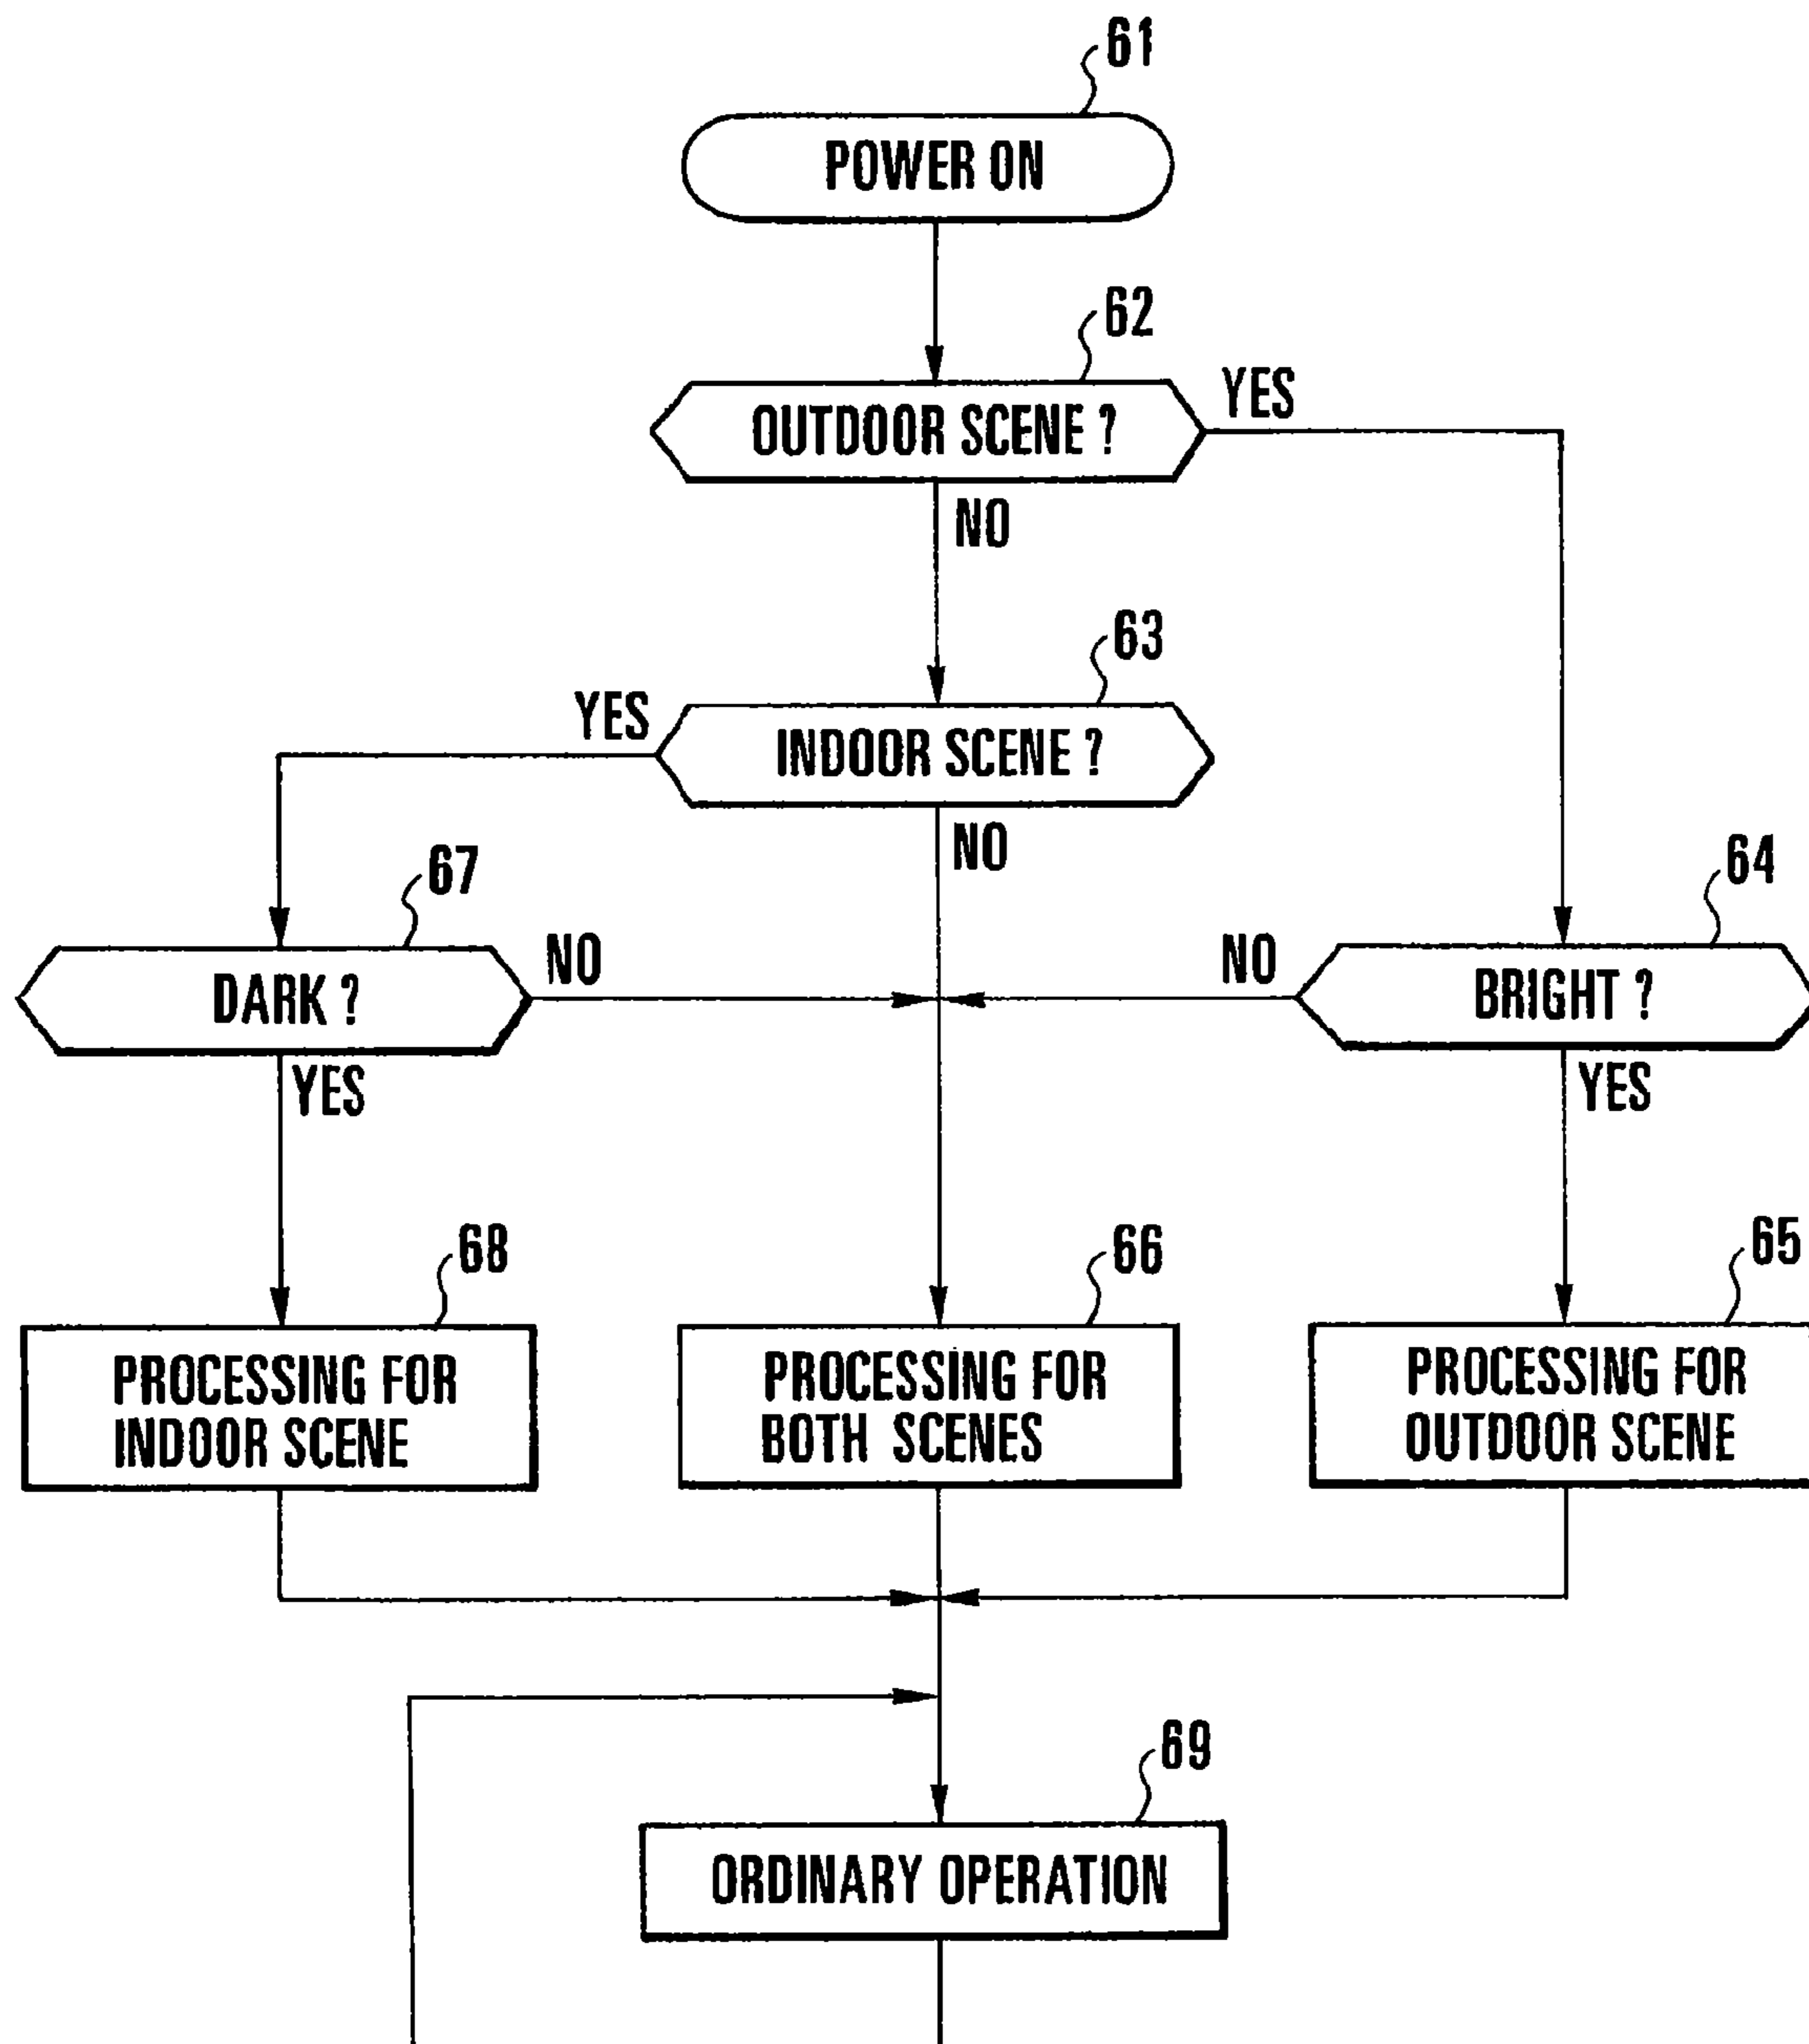 61
POWER ON
62
OUTDOOR SCENE ?
YES
NO
63
INDOOR SCENE ?
YES
NO
67
DARK ?
NO
YES
64
BRIGHT ?
NO
YES
68
PROCESSING FOR
INDOOR SCENE
66
PROCESSING FOR
BOTH SCENES
65
PROCESSING FOR
OUTDOOR SCENE
69
ORDINARY OPERATION